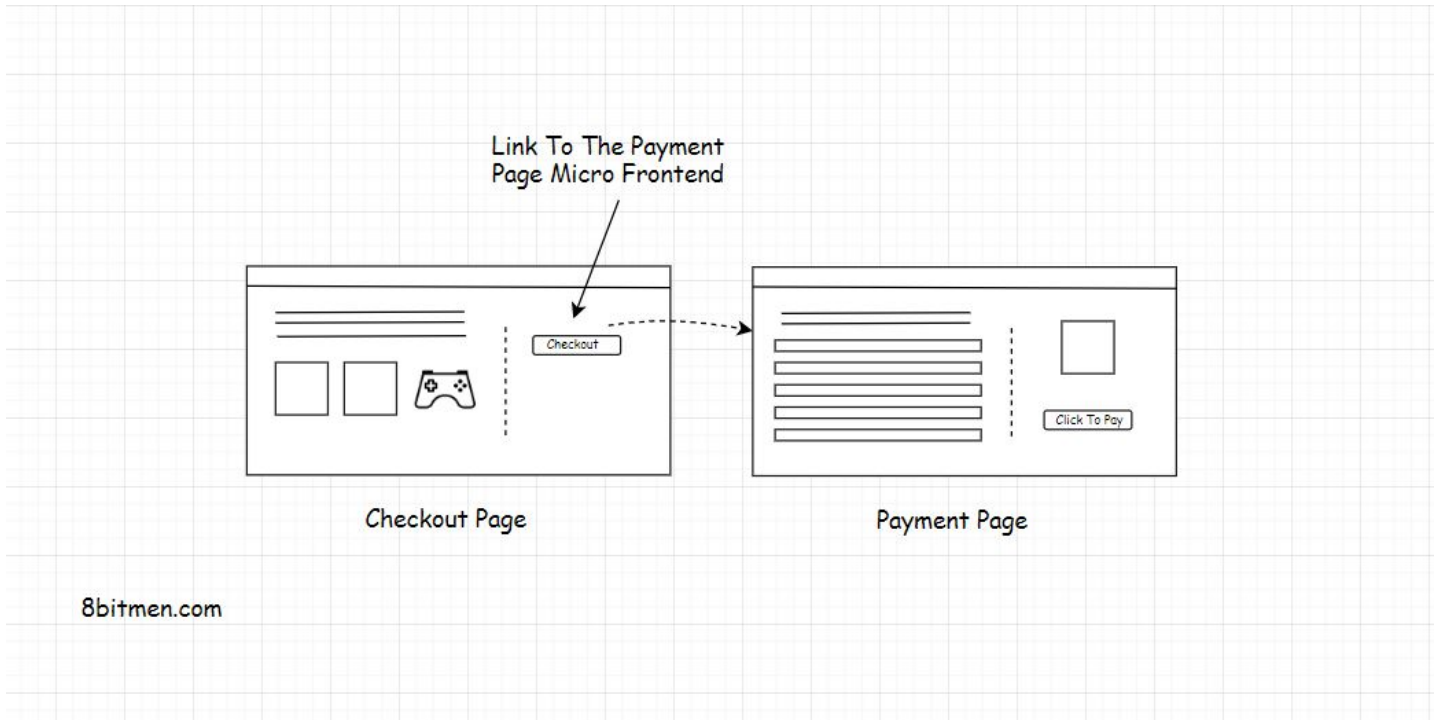 Link To The Payment
Page Micro Frontend
Checkout
Click To Pay
Checkout Page
Payment Page
8bitmen.com